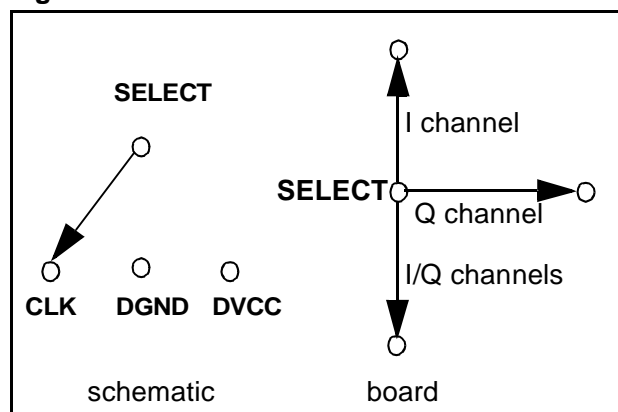 SELECT
CLK DGND DVCC
schematic
I channel
SELECT
Q channel
I/Q channels
board